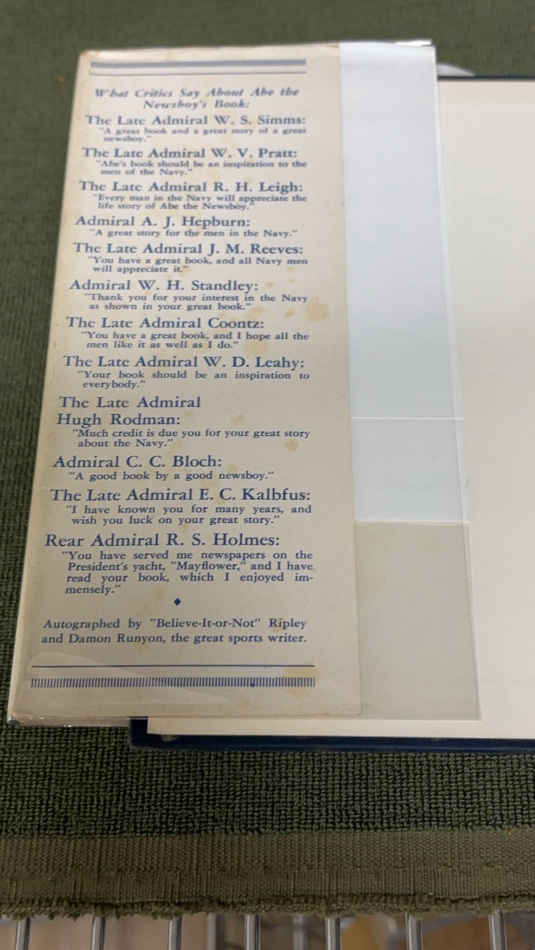 What Critics Say About Abe the
Newsboy's Book:
The Late Admiral W. S. Simms:
"A great book and a great story of a great
newsboy."
The Late Admiral W. V. Pratt:
"Abe's book should be an inspiration to the
men of the Navy."
The Late Admiral R. H. Leigh:
"Every man in the Navy will appreciate the
life story of Abe the Newsboy."
Admiral A. J. Hepburn:
"A great story for the men in the Navy."
The Late Admiral J. M. Reeves:
"You have a great book, and all Navy men
will appreciate it."
Admiral W. H. Standley:
"Thank you for your interest in the Navy
as shown in your great book."
The Late Admiral Coontz:
"You have a great book, and I hope all the
men like it as well as I do."
The Late Admiral W. D. Leahy:
"Your book should be an inspiration to
everybody."
The Late Admiral
Hugh Rodman:
"Much credit is due you for your great story
about the Navy."
Admiral C. C. Bloch:
"A good book by a good newsboy."
The Late Admiral E. C. Kalbfus:
"I have known you for many years, and
wish you luck on your great story."
Rear Admiral R. S. Holmes:
"You have served me newspapers on the
President's yacht, "Mayflower," and I have
read your book, which I enjoyed im-
mensely."
Autographed by "Believe-It-or-Not" Ripley
and Damon Runyon, the great sports writer.